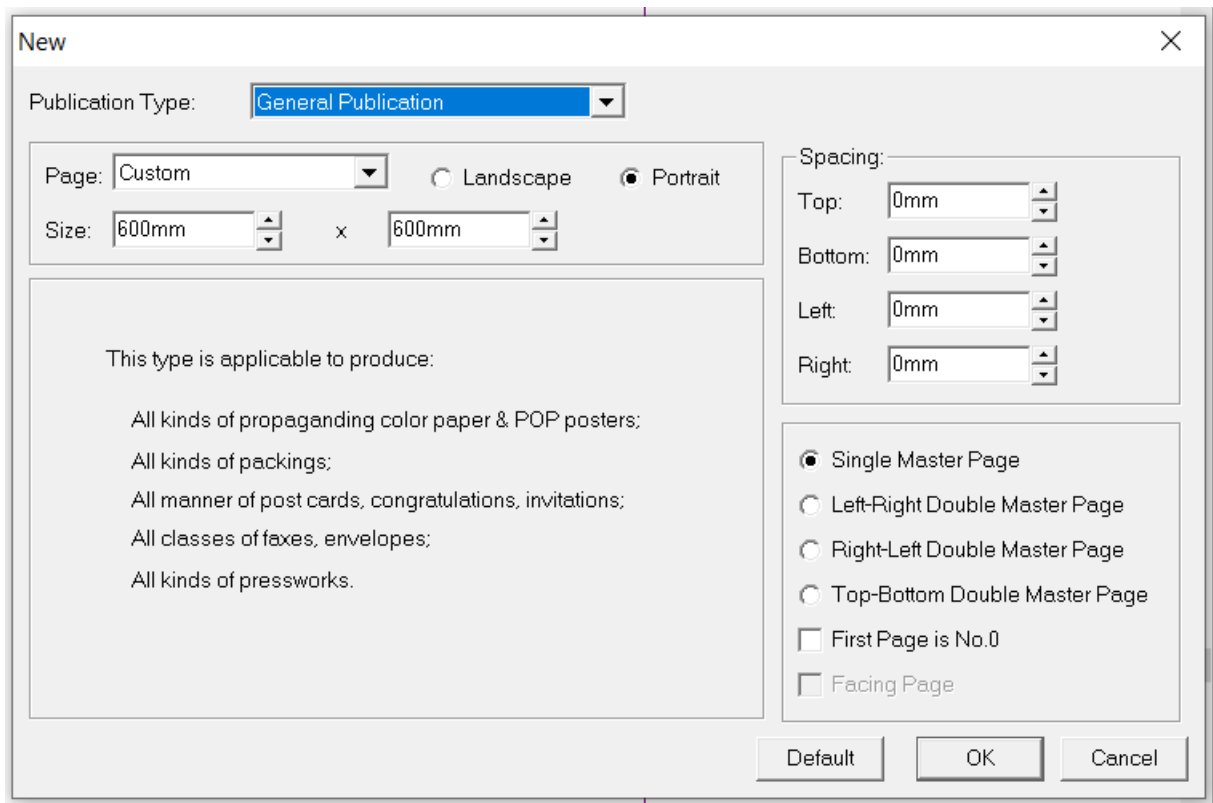 New
Publication Type: General Publication
Page: Custom Landscape Portrait
Size: 600mm x 600mm
This type is applicable to produce:
All kinds of propaganding color paper & POP posters;
All kinds of packings;
All manner of post cards, congratulations, invitations;
All classes of faxes, envelopes;
All kinds of pressworks.
Spacing:
Top: 0mm
Bottom: 0mm
Left: 0mm
Right: 0mm
Single Master Page
Left-Right Double Master Page
Right-Left Double Master Page
Top-Bottom Double Master Page
First Page is No.0
Facing Page
Default OK Cancel